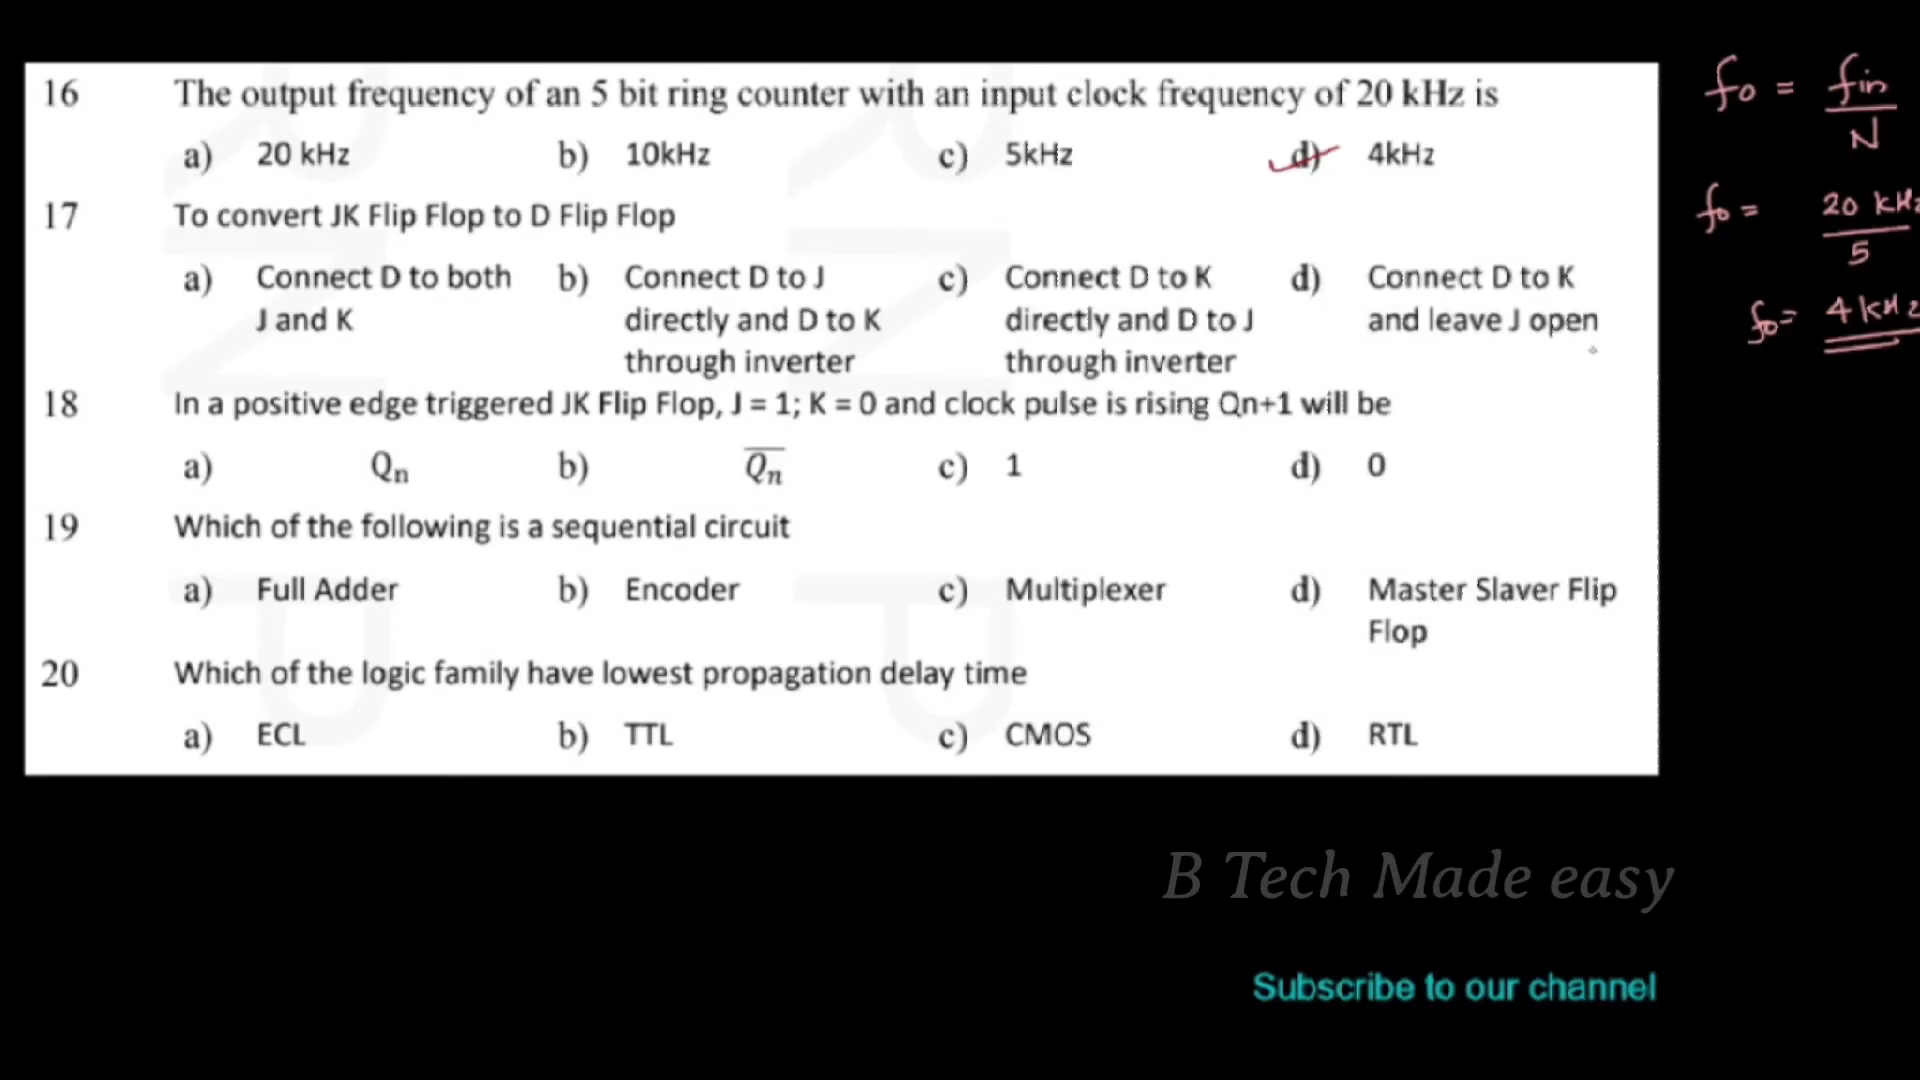 16 The output frequency of an 5 bit ring counter with an input clock frequency of 20 kHz is
a) 20 kHz b) 10kHz c) 5kHz d) 4kHz
17 To convert JK Flip Flop to D Flip Flop
a) Connect D to both J and K
b) Connect D to J directly and D to K through inverter
c) Connect D to K directly and D to J through inverter
d) Connect D to K and leave J open
18 In a positive edge triggered JK Flip Flop, J = 1; K = 0 and clock pulse is rising Qn+1 will be
a) Qₙ b) Q̅ₙ c) 1 d) 0
19 Which of the following is a sequential circuit
a) Full Adder b) Encoder c) Multiplexer d) Master Slaver Flip Flop
20 Which of the logic family have lowest propagation delay time
a) ECL b) TTL c) CMOS d) RTL
fo = fin / N
fo = 20 kHz / 5
fo = 4 kHz
B Tech Made easy
Subscribe to our channel